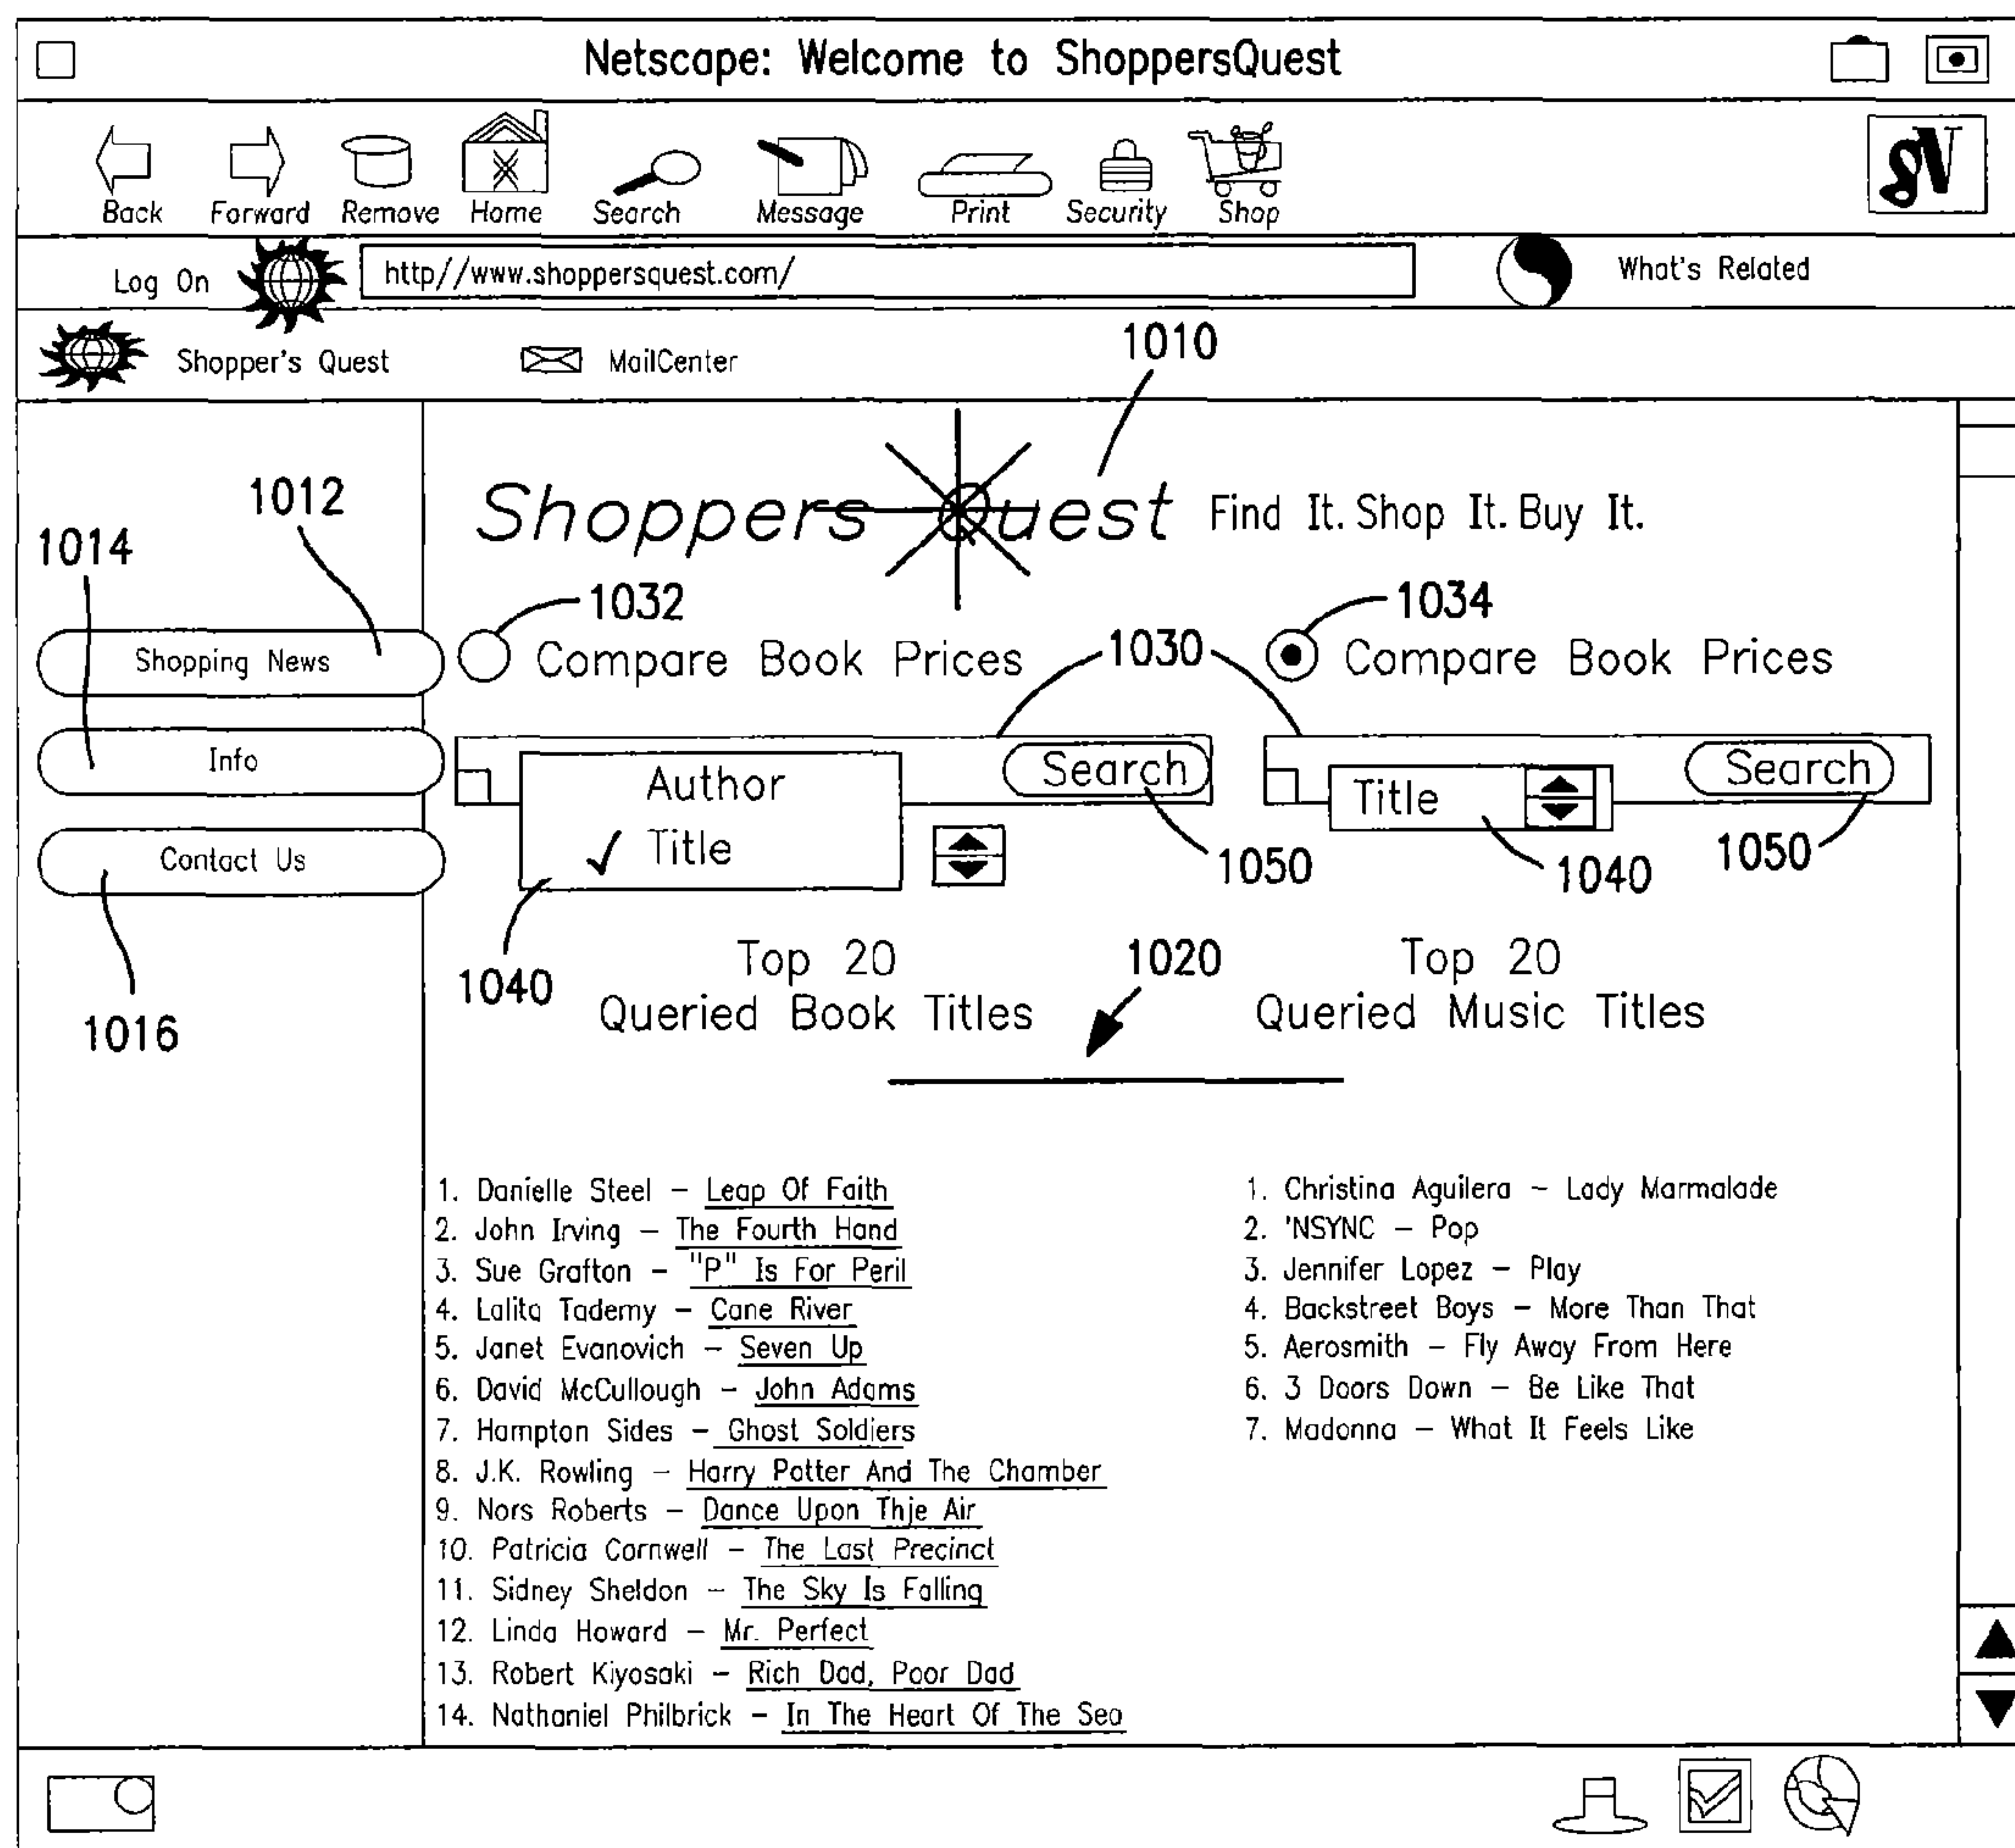 Netscape: Welcome to ShoppersQuest
Back Forward Remove Home Search Message Print Security Shop
N
Log On http//www.shoppersquest.com/ What's Related
Shopper's Quest MailCenter
1010
Shoppers Quest Find It. Shop It. Buy It.
1012
1014
1032 1034
Shopping News Compare Book Prices 1030 Compare Book Prices
Info Author Search Title Search
Contact Us ✓ Title 1050 1040 1050
1040
1016
Top 20 1020 Top 20
Queried Book Titles Queried Music Titles
1. Danielle Steel – Leap Of Faith
2. John Irving – The Fourth Hand
3. Sue Grafton – "P" Is For Peril
4. Lalita Tademy – Cane River
5. Janet Evanovich – Seven Up
6. David McCullough – John Adams
7. Hampton Sides – Ghost Soldiers
8. J.K. Rowling – Harry Potter And The Chamber
9. Nors Roberts – Dance Upon Thje Air
10. Patricia Cornwell – The Last Precinct
11. Sidney Sheldon – The Sky Is Falling
12. Linda Howard – Mr. Perfect
13. Robert Kiyosaki – Rich Dad, Poor Dad
14. Nathaniel Philbrick – In The Heart Of The Sea
1. Christina Aguilera – Lady Marmalade
2. 'NSYNC – Pop
3. Jennifer Lopez – Play
4. Backstreet Boys – More Than That
5. Aerosmith – Fly Away From Here
6. 3 Doors Down – Be Like That
7. Madonna – What It Feels Like